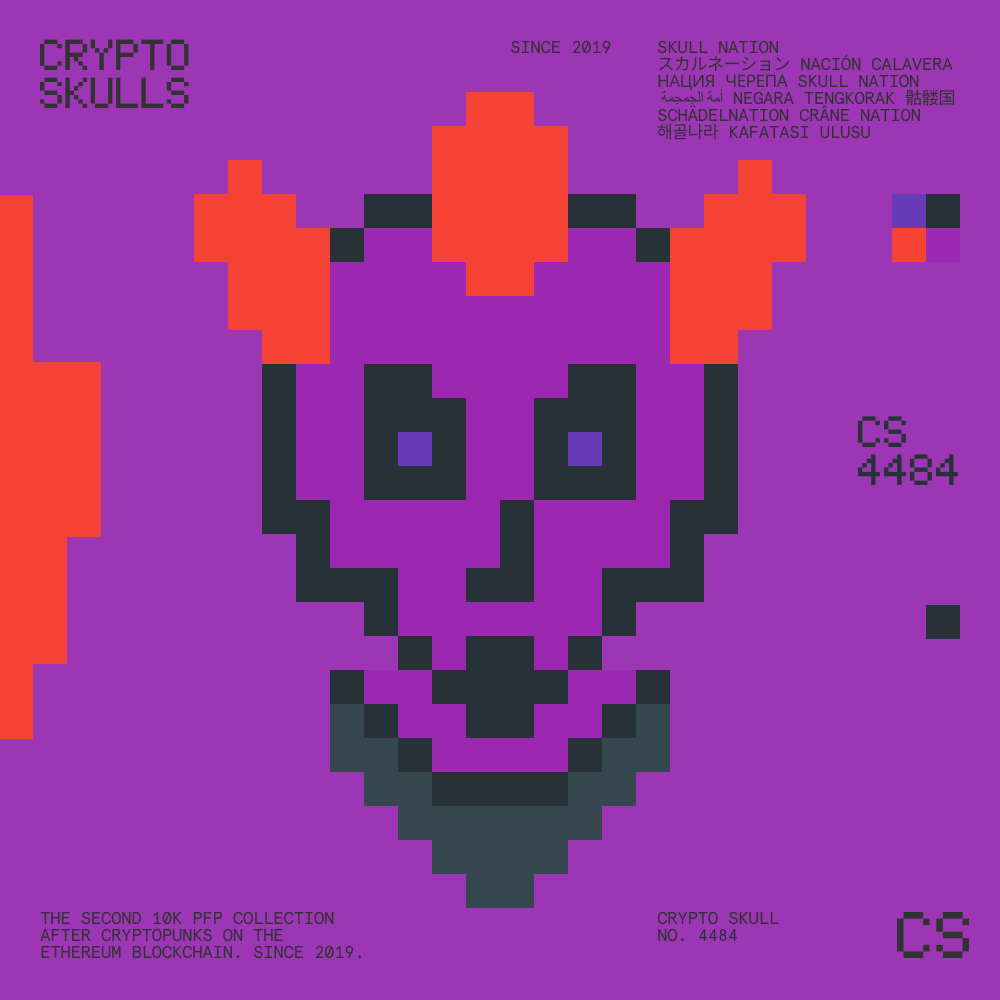 CRYPTO
SKULLS
SINCE 2019
SKULL NATION
スカルネーション NACIÓN CALAVERA
НАЦИЯ ЧЕРЕПА SKULL NATION
أمة الجمجمة NEGARA TENGKORAK 骷髅国
SCHÄDELNATION CRÂNE NATION
해골나라 KAFATASI ULUSU
CS
4484
THE SECOND 10K PFP COLLECTION
AFTER CRYPTOPUNKS ON THE
ETHEREUM BLOCKCHAIN. SINCE 2019.
CRYPTO SKULL
NO. 4484
CS